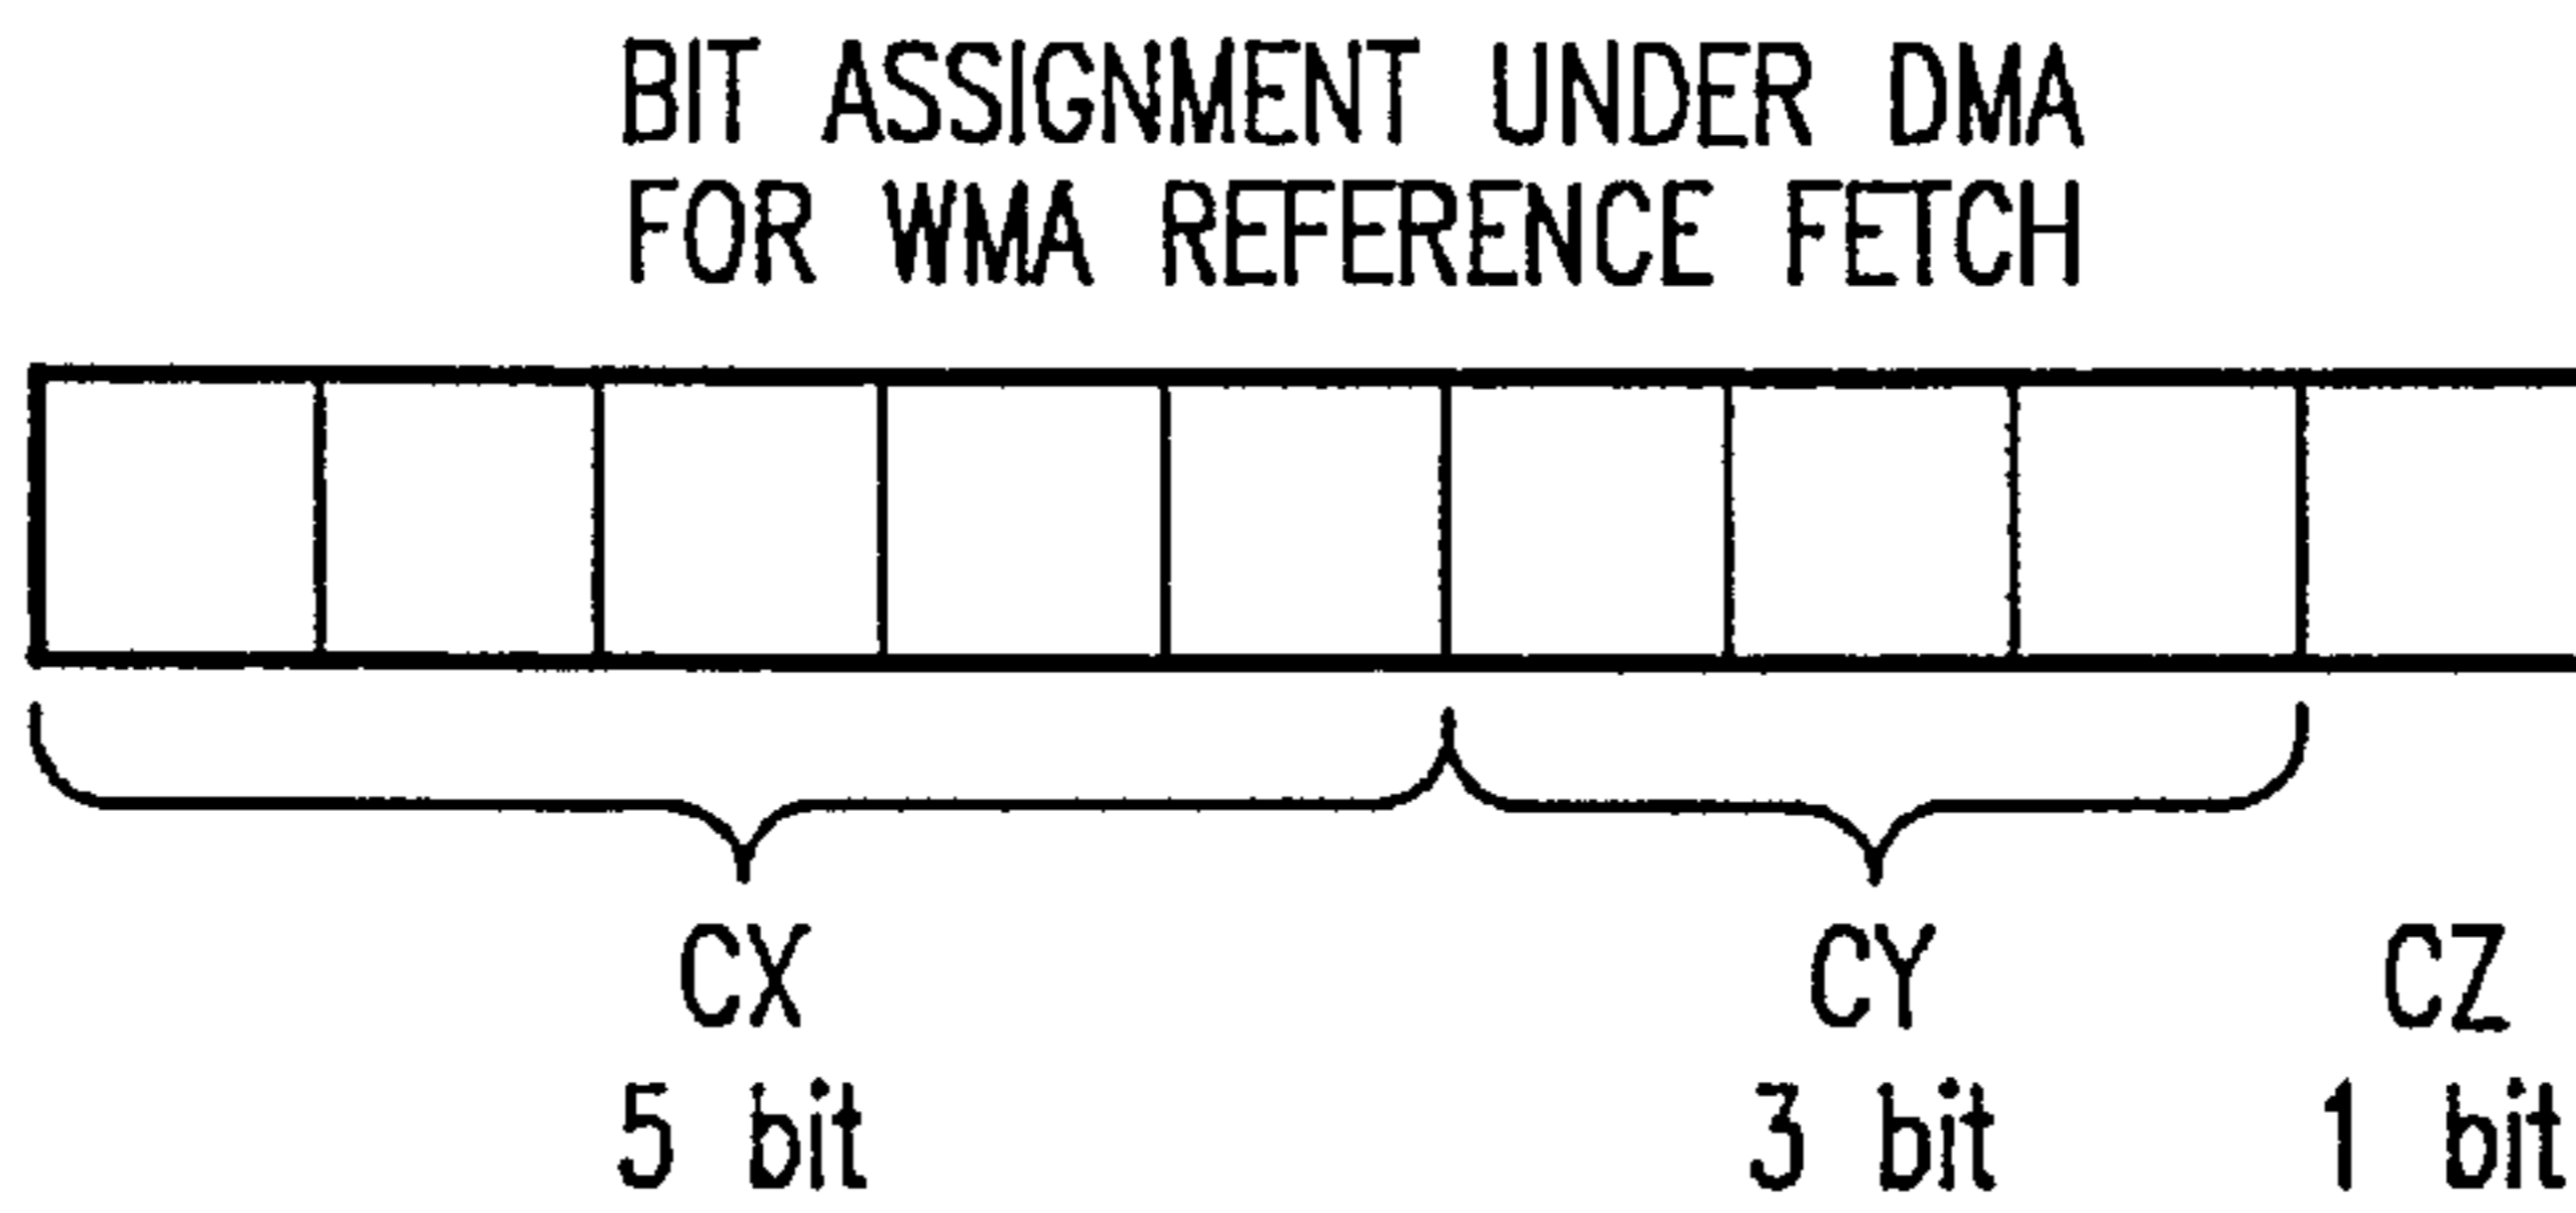 BIT ASSIGNMENT UNDER DMA
FOR WMA REFERENCE FETCH
CX CY CZ
5 bit 3 bit 1 bit